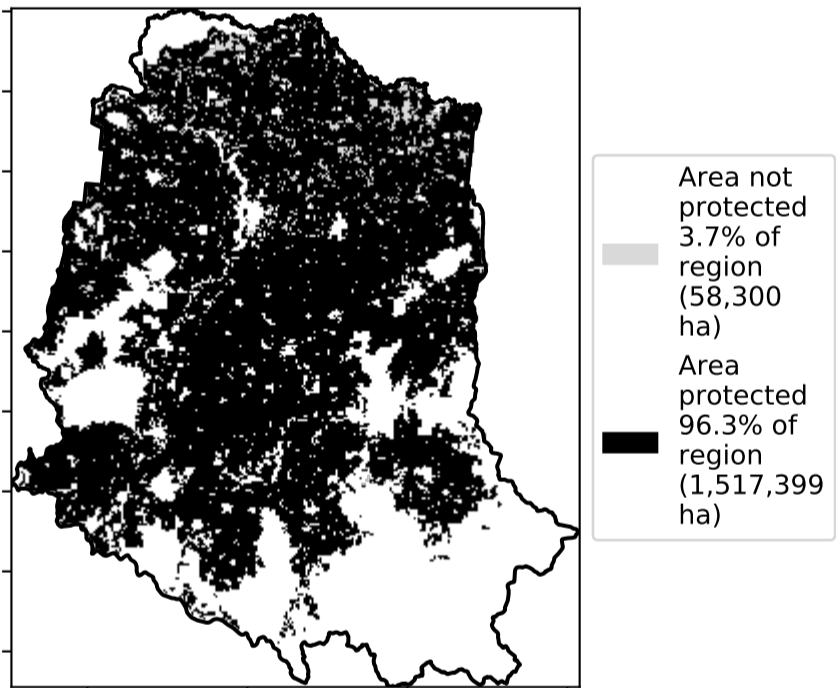 Area not
protected
3.7% of
region
(58,300
ha)
Area
protected
96.3% of
region
(1,517,399
ha)